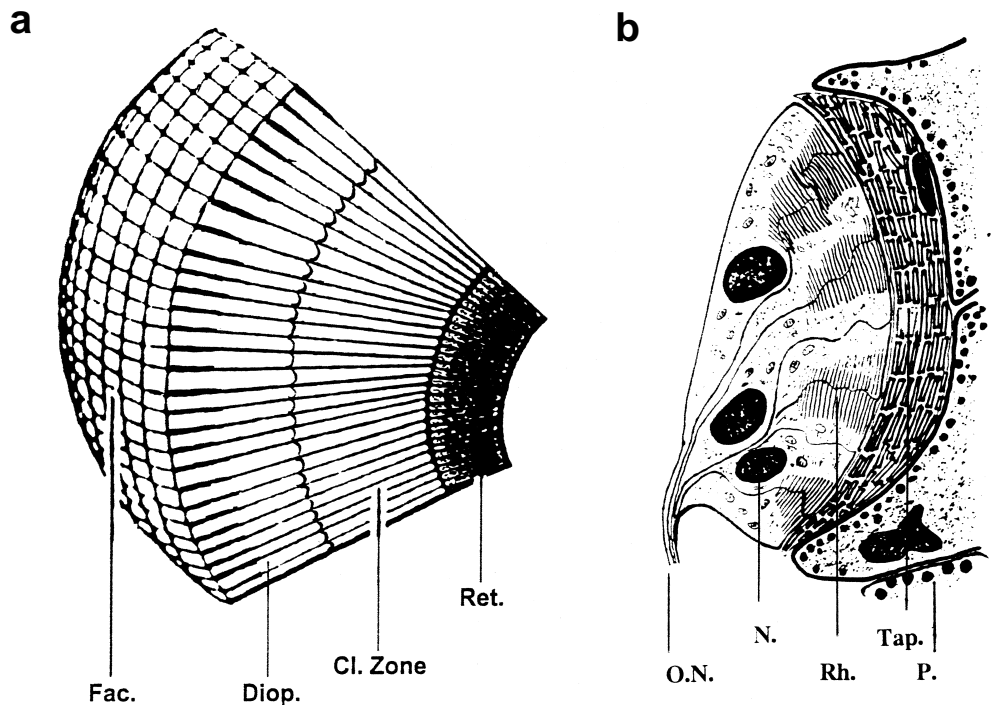 a
b
Fac.
Diop.
Cl. Zone
Ret.
O.N.
N.
Rh.
Tap.
P.